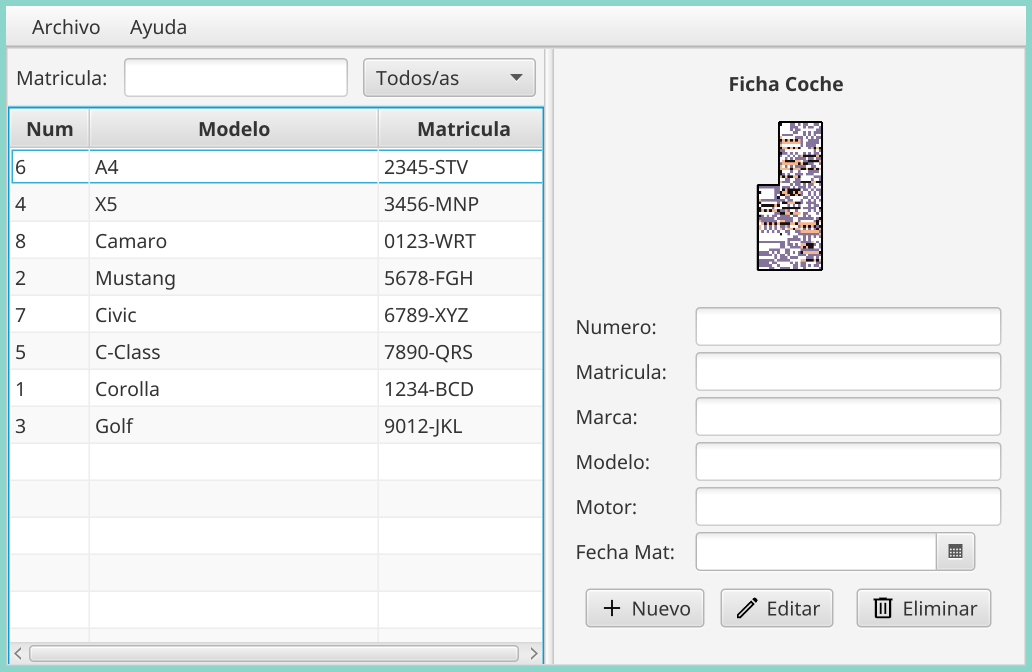 Archivo Ayuda
Matricula: Todos/as
Num Modelo Matricula
6 A4 2345-STV
4 X5 3456-MNP
8 Camaro 0123-WRT
2 Mustang 5678-FGH
7 Civic 6789-XYZ
5 C-Class 7890-QRS
1 Corolla 1234-BCD
3 Golf 9012-JKL
Ficha Coche
Numero:
Matricula:
Marca:
Modelo:
Motor:
Fecha Mat:
Nuevo Editar Eliminar